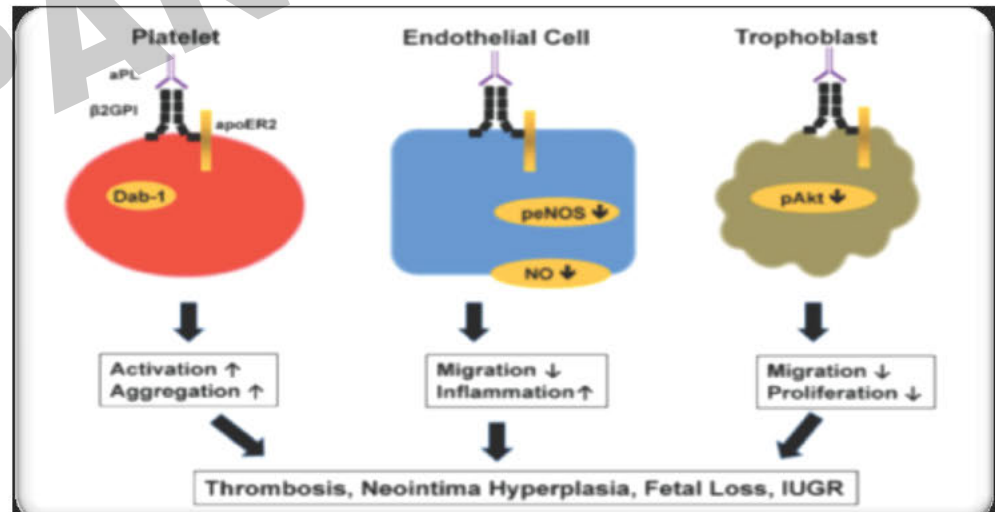 Platelet
Endothelial Cell
Trophoblast
aPL
β2GPI
apoER2
Dab-1
peNOS ↓
NO ↓
pAkt ↓
Activation ↑
Aggregation ↑
Migration ↓
Inflammation↑
Migration ↓
Proliferation ↓
Thrombosis, Neointima Hyperplasia, Fetal Loss, IUGR